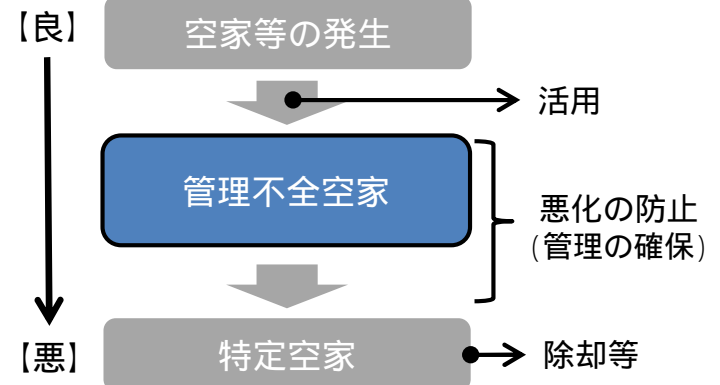 【良】
空家等の発生
活用
管理不全空家
悪化の防止
(管理の確保)
【悪】
特定空家
除却等